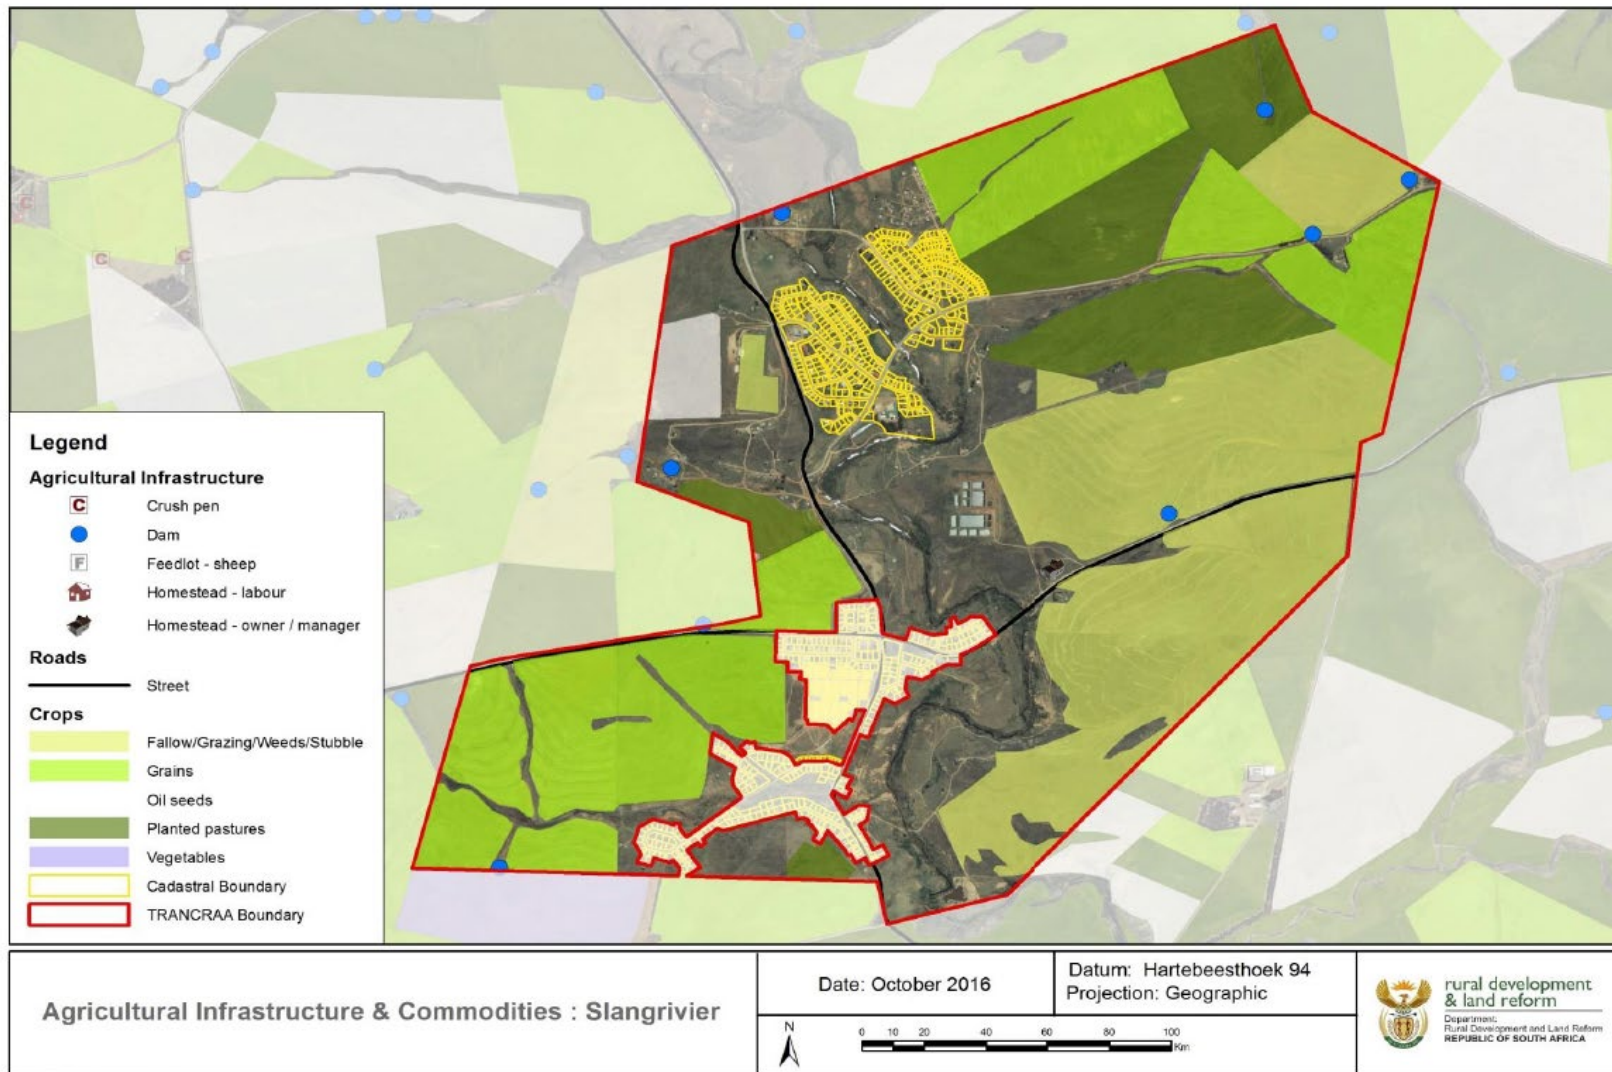 Legend
Agricultural Infrastructure
C Crush pen
Dam
F Feedlot - sheep
Homestead - labour
Homestead - owner / manager
Roads
Street
Crops
Fallow/Grazing/Weeds/Stubble
Grains
Oil seeds
Planted pastures
Vegetables
Cadastral Boundary
TRANCRAA Boundary
C
C
C
Agricultural Infrastructure & Commodities : Slangrivier
Date: October 2016
Datum: Hartebeesthoek 94
Projection: Geographic
N
0 10 20 40 60 80 100
Km
rural development
& land reform
Department:
Rural Development and Land Reform
REPUBLIC OF SOUTH AFRICA